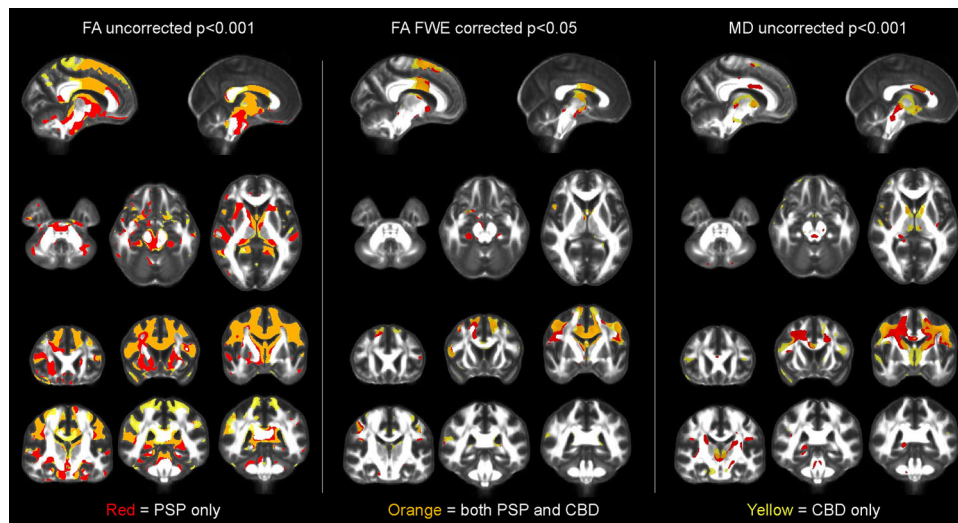 FA uncorrected p<0.001
FA FWE corrected p<0.05
MD uncorrected p<0.001
Red = PSP only
Orange = both PSP and CBD
Yellow = CBD only